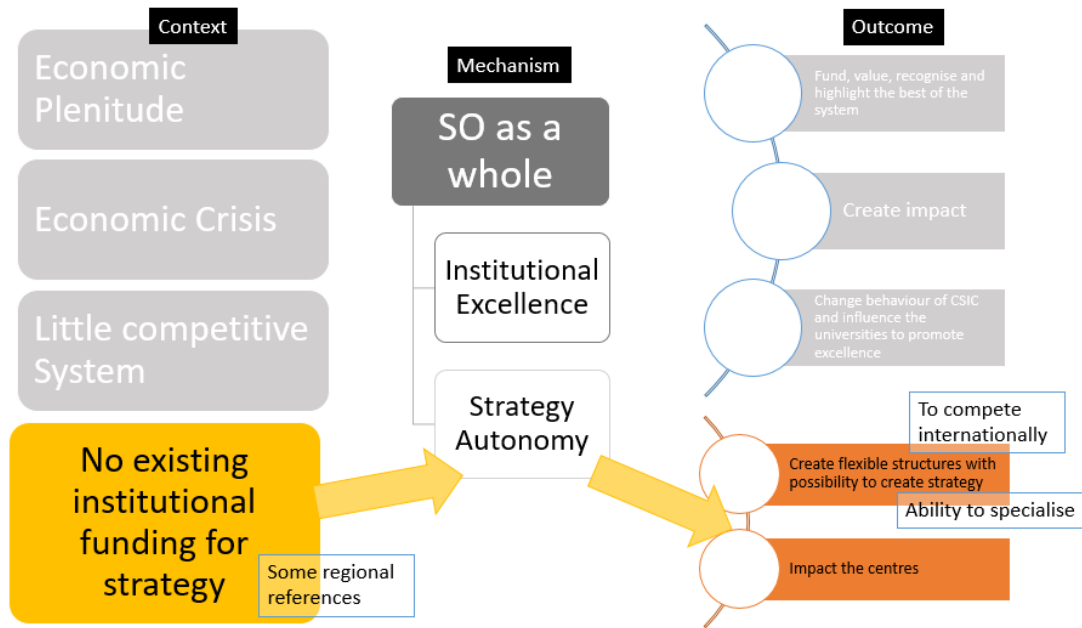 Context
Economic
Plenitude
Economic Crisis
Little competitive
System
No existing
institutional
funding for
strategy
Some regional
references
Mechanism
SO as a
whole
Institutional
Excellence
Strategy
Autonomy
Outcome
Fund, value, recognise and
highlight the best of the
system
Create impact
Change behaviour of CSIC
and influence the
universities to promote
excellence
To compete
internationally
Create flexible structures with
possibility to create strategy
Ability to specialise
Impact the centres